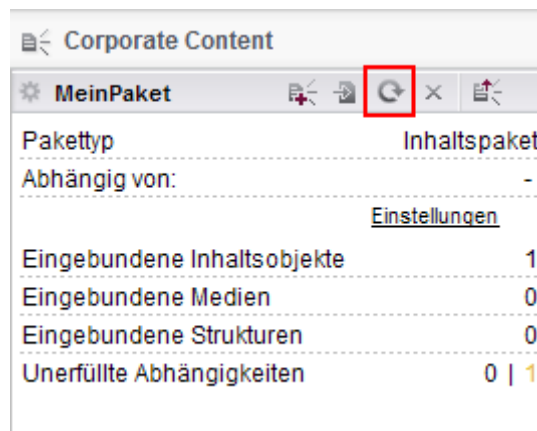 Corporate Content
MeinPaket
Pakettyp Inhaltspaket
Abhängig von: -
Einstellungen
Eingebundene Inhaltsobjekte 1
Eingebundene Medien 0
Eingebundene Strukturen 0
Unerfüllte Abhängigkeiten 0 | 1